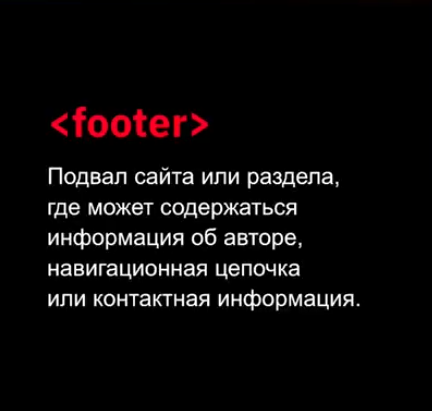 <footer>
Подвал сайта или раздела,
где может содержаться
информация об авторе,
навигационная цепочка
или контактная информация.